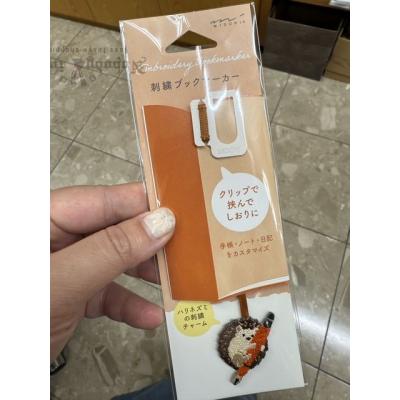 MIDORI
Embroidery Bookmarker
刺繍ブックマーカー
MIDORI
クリップで
挟んで
しおりに
手帳・ノート・日記
をカスタマイズ
ハリネズミ
の刺繍
チャーム